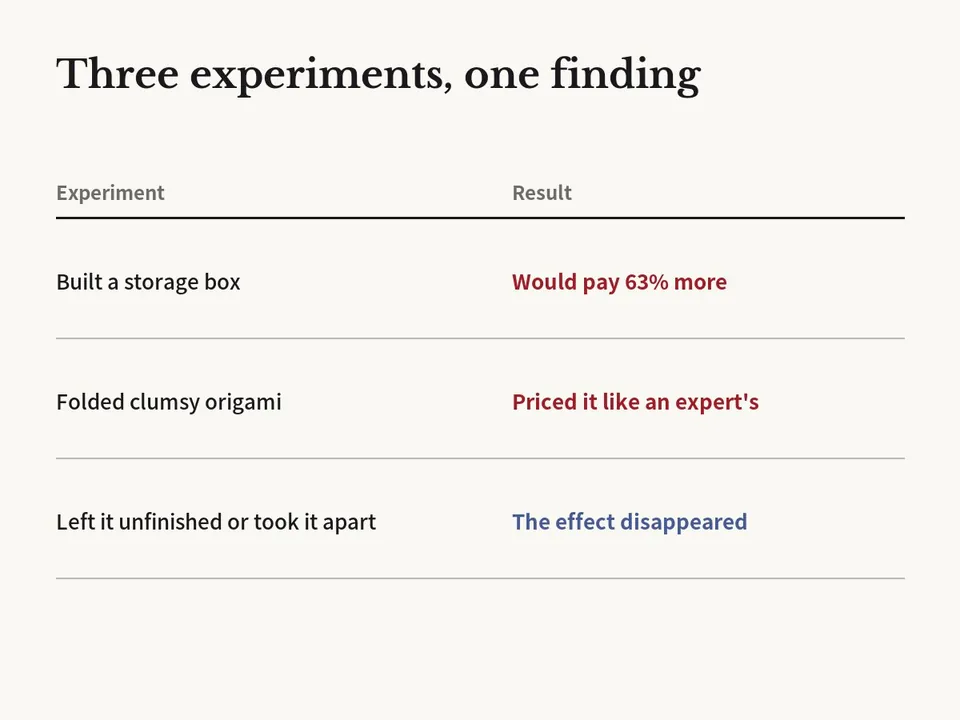 Three experiments, one finding
Experiment Result
Built a storage box Would pay 63% more
Folded clumsy origami Priced it like an expert's
Left it unfinished or took it apart The effect disappeared